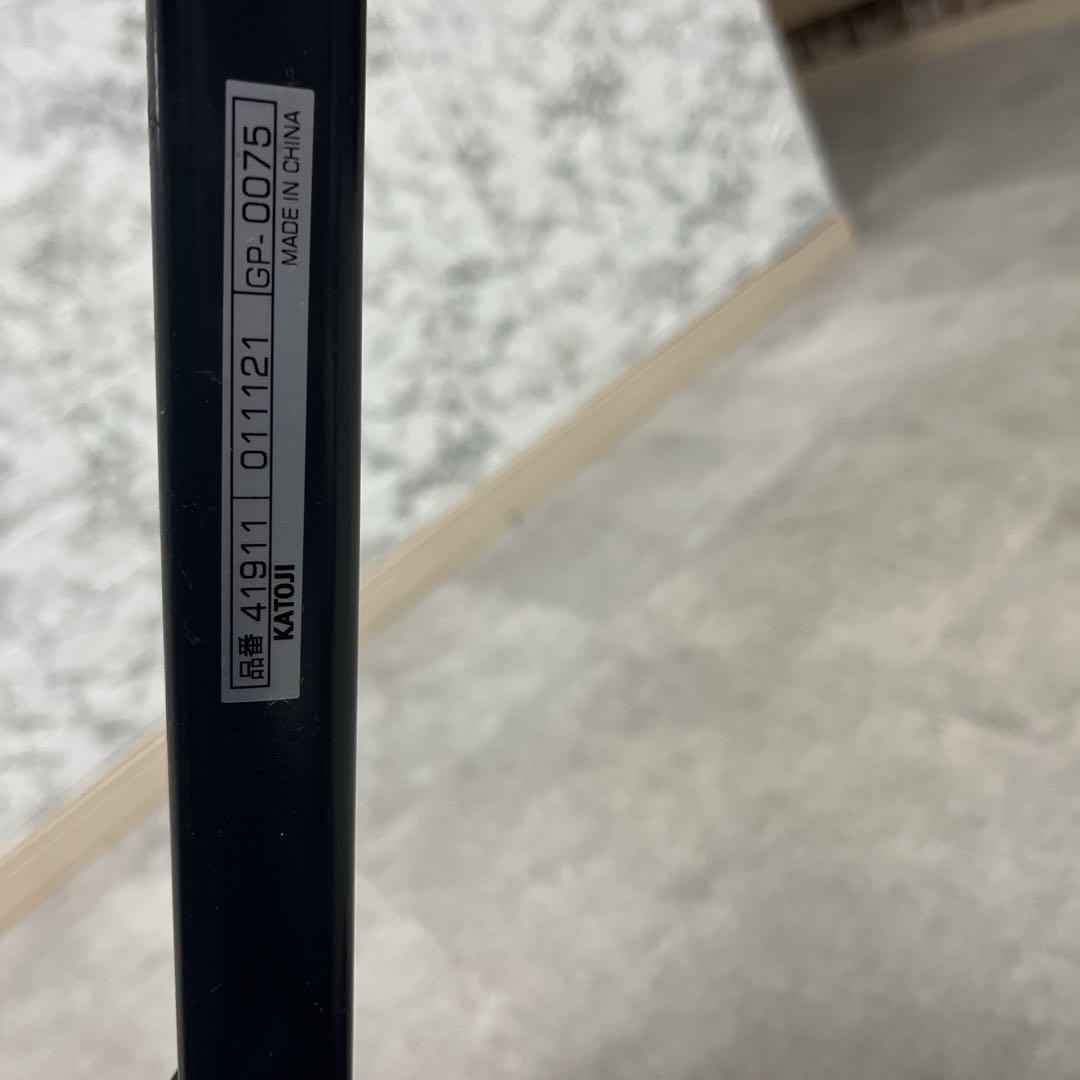 品番 41911 011121 GP-0075
KATOJI MADE IN CHINA